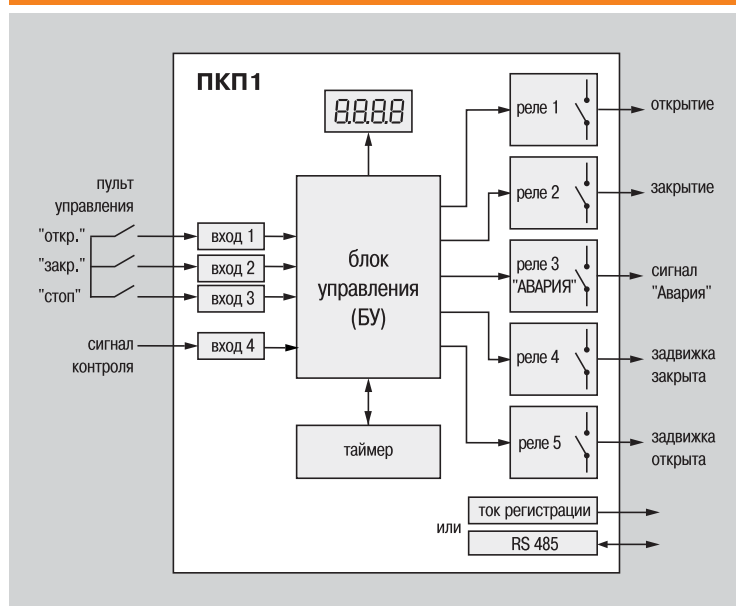 ПКП1
8.8.8.8
пульт
управления
"откр."
"закр."
"стоп"
сигнал
контроля
вход 1
вход 2
вход 3
вход 4
блок
управления
(БУ)
таймер
реле 1
реле 2
реле 3
"АВАРИЯ"
реле 4
реле 5
открытие
закрытие
сигнал
"Авария"
задвижка
закрыта
задвижка
открыта
ток регистрации
или
RS 485